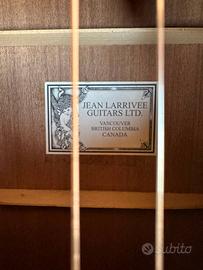 JEAN LARRIVEE
GUITARS LTD.
VANCOUVER
BRITISH COLUMBIA
CANADA
subito